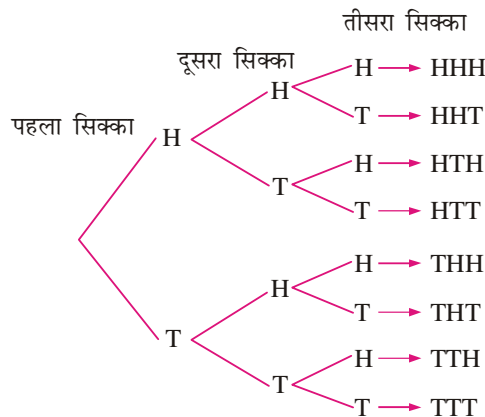 तीसरा सिक्का
दूसरा सिक्का
H → HHH
H
पहला सिक्का
T → HHT
H
H → HTH
T
T → HTT
H → THH
H
T → THT
T
H → TTH
T
T → TTT